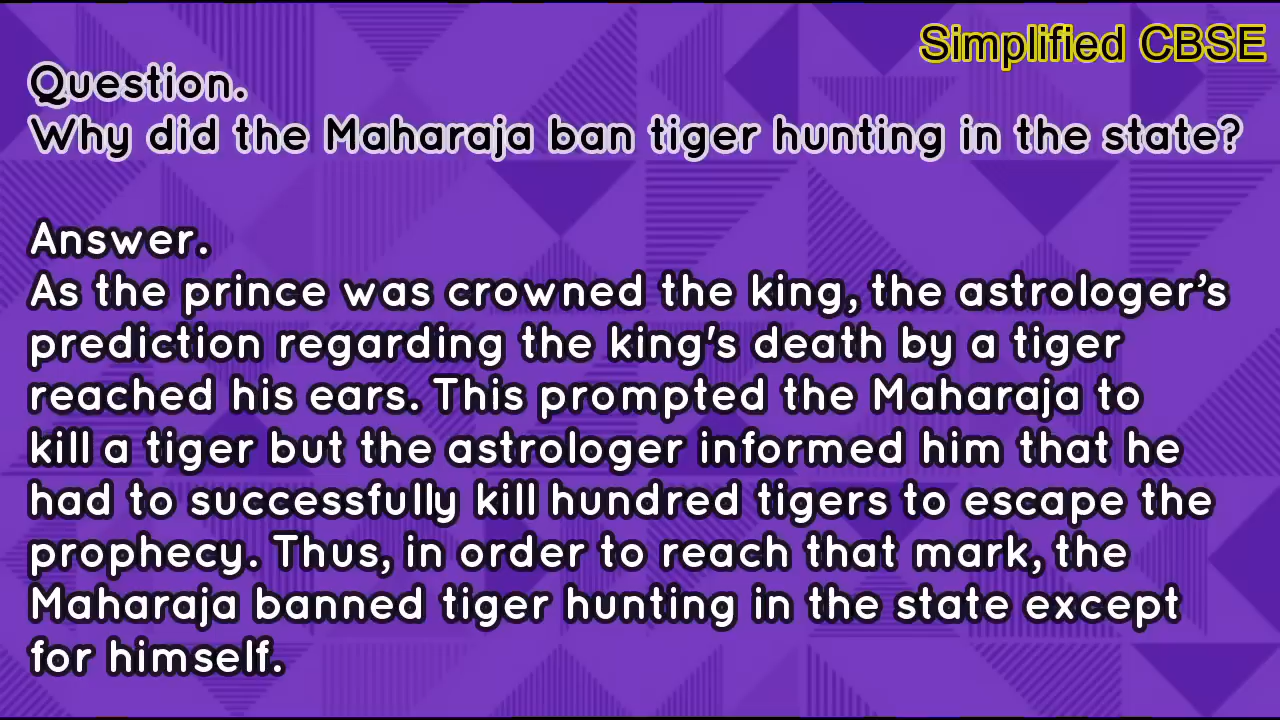 Simplified CBSE
Question.
Why did the Maharaja ban tiger hunting in the state?
Answer.
As the prince was crowned the king, the astrologer’s
prediction regarding the king's death by a tiger
reached his ears. This prompted the Maharaja to
kill a tiger but the astrologer informed him that he
had to successfully kill hundred tigers to escape the
prophecy. Thus, in order to reach that mark, the
Maharaja banned tiger hunting in the state except
for himself.